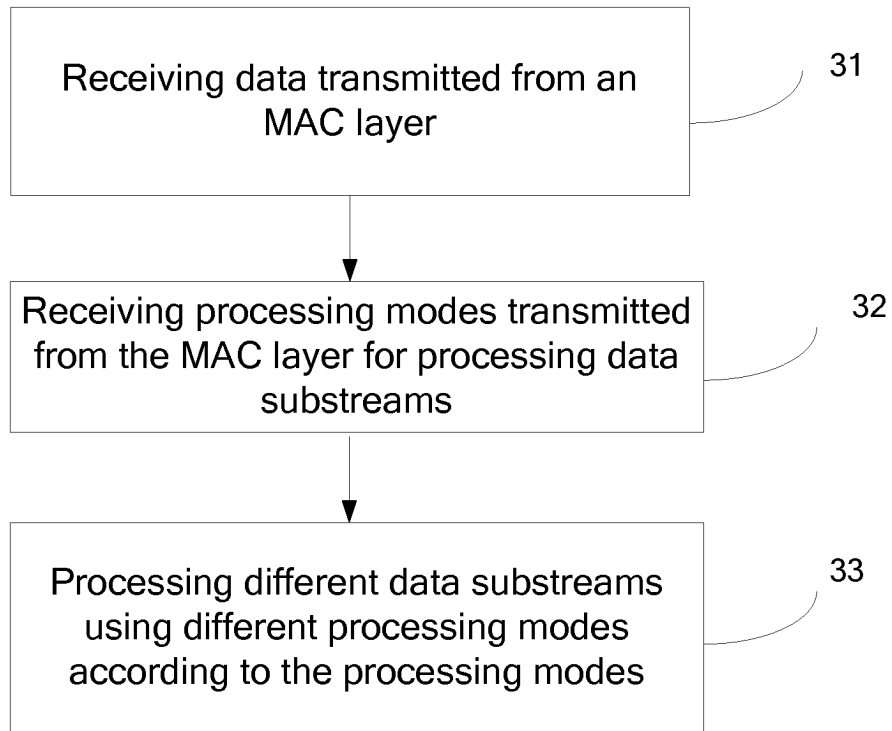 Receiving data transmitted from an
MAC layer
31
Receiving processing modes transmitted
from the MAC layer for processing data
substreams
32
Processing different data substreams
using different processing modes
according to the processing modes
33